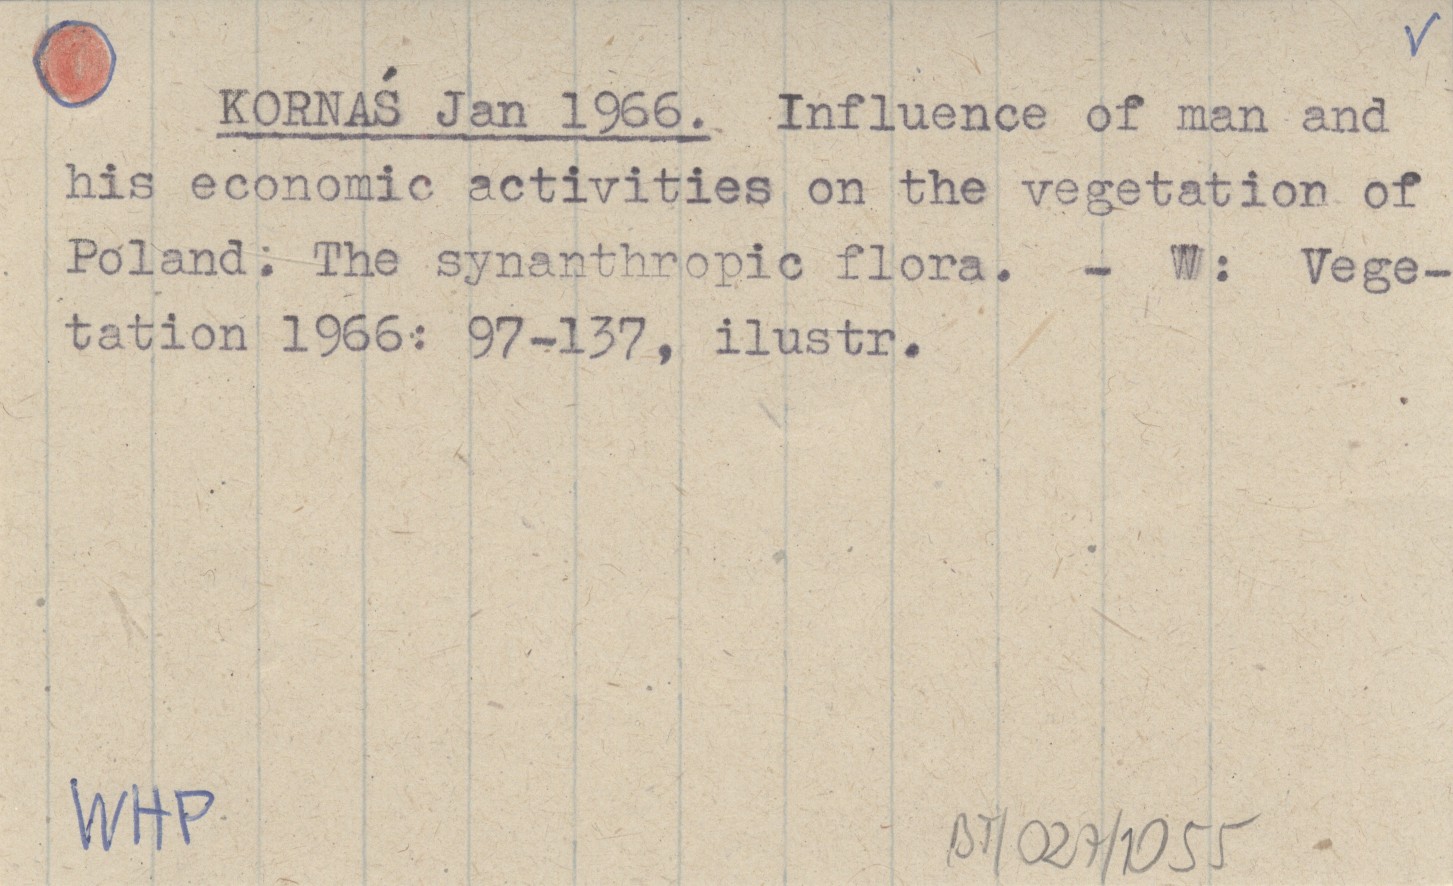 KORNAŚ Jan 1966. Influence of man and
his economic activities on the vegetation of
Poland: The synanthropic flora. - W: Vege-
tation 1966: 97-137, ilustr.
WHP
BT/027/1055